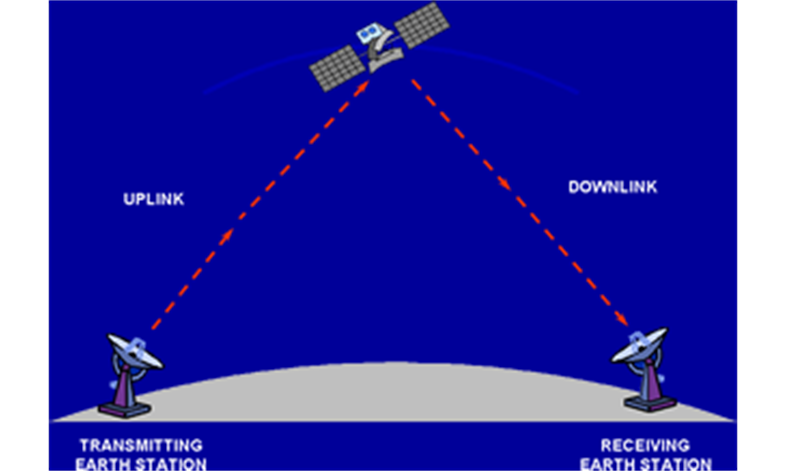 UPLINK
DOWNLINK
TRANSMITTING
EARTH STATION
RECEIVING
EARTH STATION